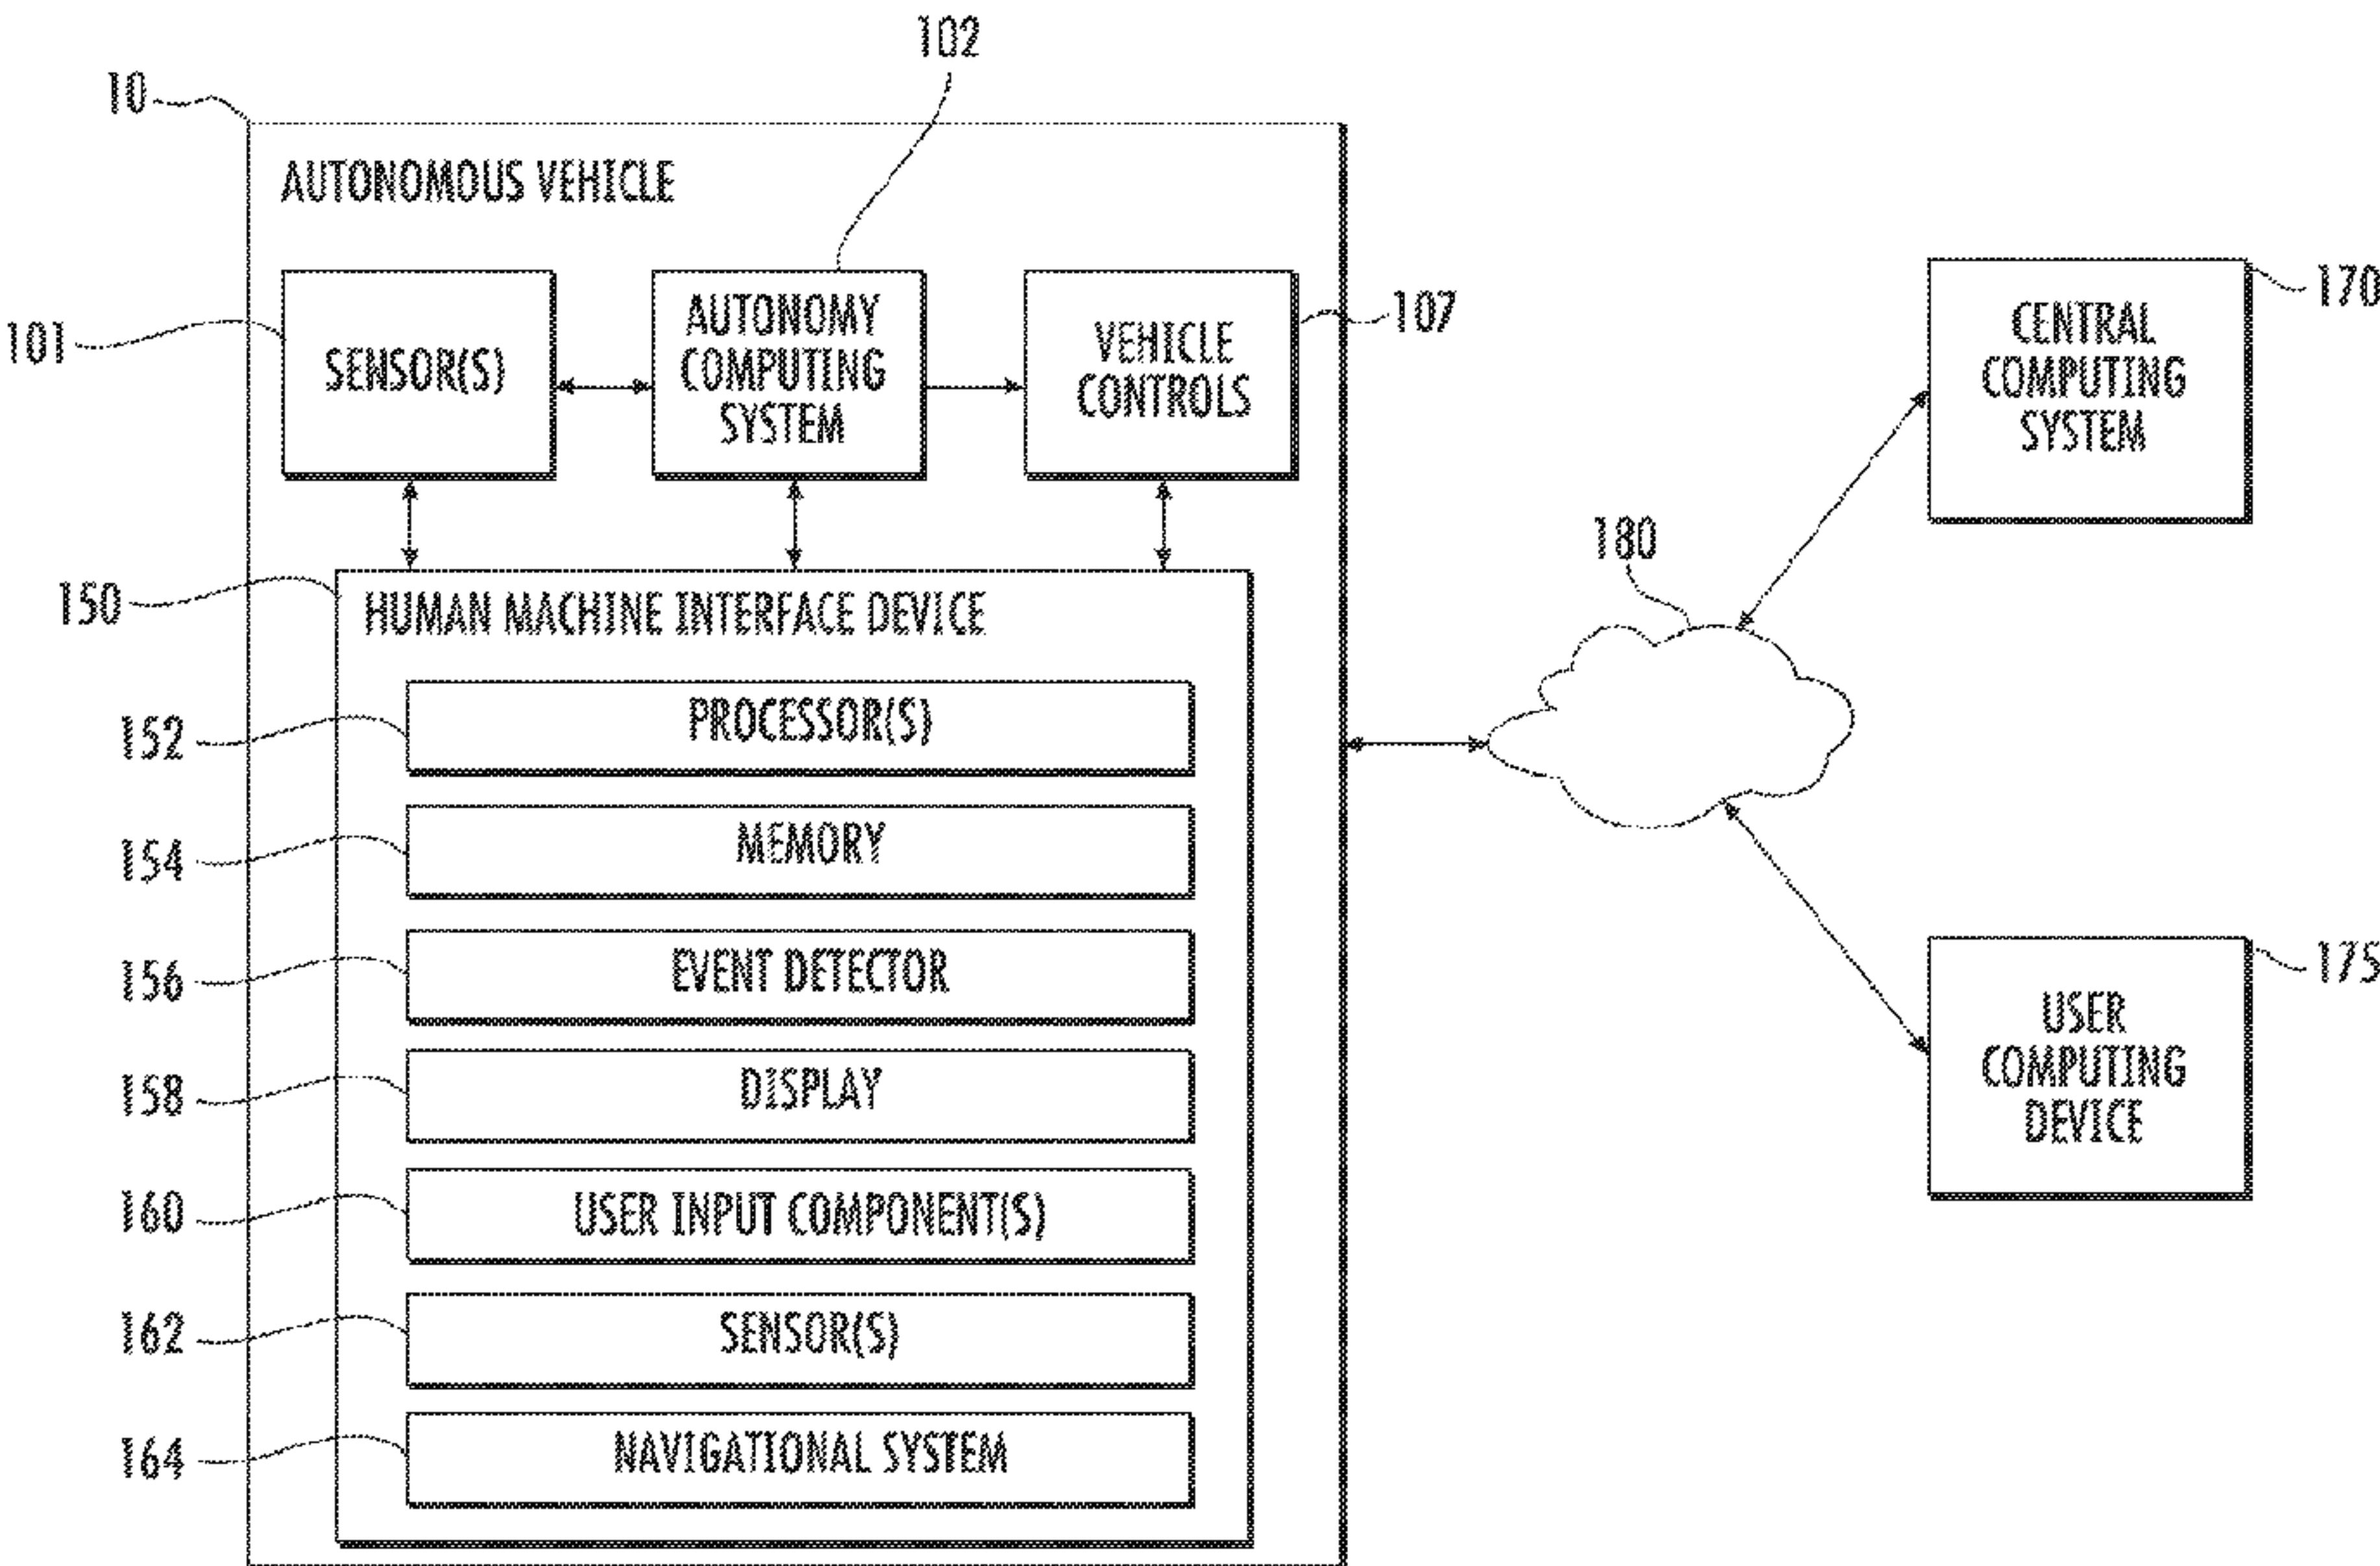 102
10
AUTONOMOUS VEHICLE
101
SENSOR(S)
AUTONOMY
COMPUTING
SYSTEM
VEHICLE
CONTROLS
107
CENTRAL
COMPUTING
SYSTEM
170
180
150
HUMAN MACHINE INTERFACE DEVICE
152
PROCESSOR(S)
154
MEMORY
156
EVENT DETECTOR
158
DISPLAY
160
USER INPUT COMPONENT(S)
162
SENSOR(S)
164
NAVIGATIONAL SYSTEM
175
USER
COMPUTING
DEVICE